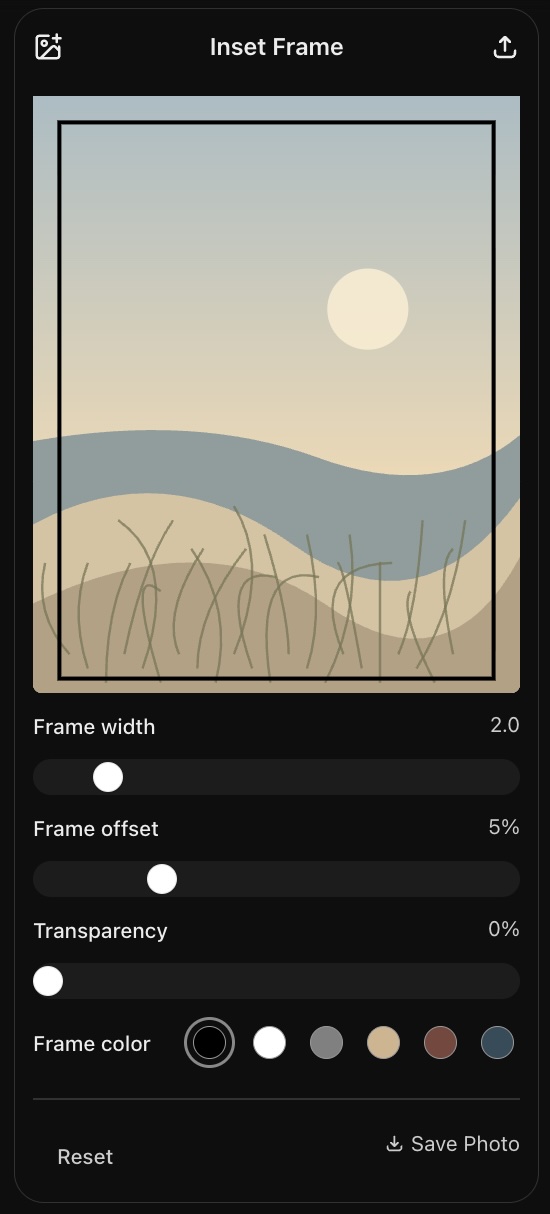 Inset Frame
Frame width 2.0
Frame offset 5%
Transparency 0%
Frame color
Save Photo
Reset